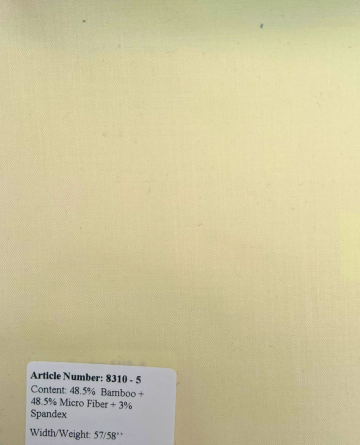 Article Number: 8310 - 5
Content: 48.5% Bamboo +
48.5% Micro Fiber + 3%
Spandex
Width/Weight: 57/58"